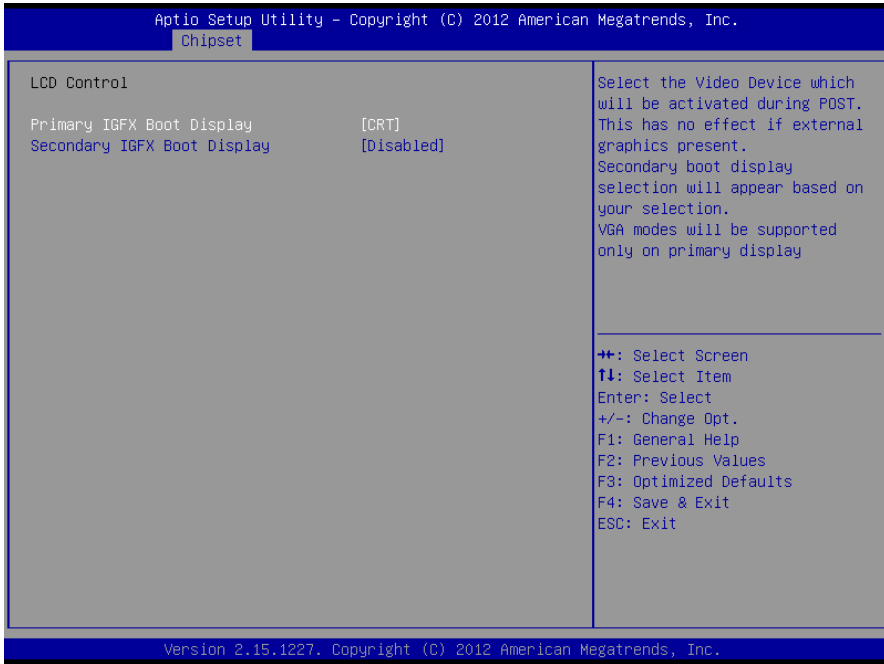 Aptio Setup Utility – Copyright (C) 2012 American Megatrends, Inc.
Chipset
LCD Control
Primary IGFX Boot Display [CRT]
Secondary IGFX Boot Display [Disabled]
Select the Video Device which
will be activated during POST.
This has no effect if external
graphics present.
Secondary boot display
selection will appear based on
your selection.
VGA modes will be supported
only on primary display
→←: Select Screen
↑↓: Select Item
Enter: Select
+/-: Change Opt.
F1: General Help
F2: Previous Values
F3: Optimized Defaults
F4: Save & Exit
ESC: Exit
Version 2.15.1227. Copyright (C) 2012 American Megatrends, Inc.